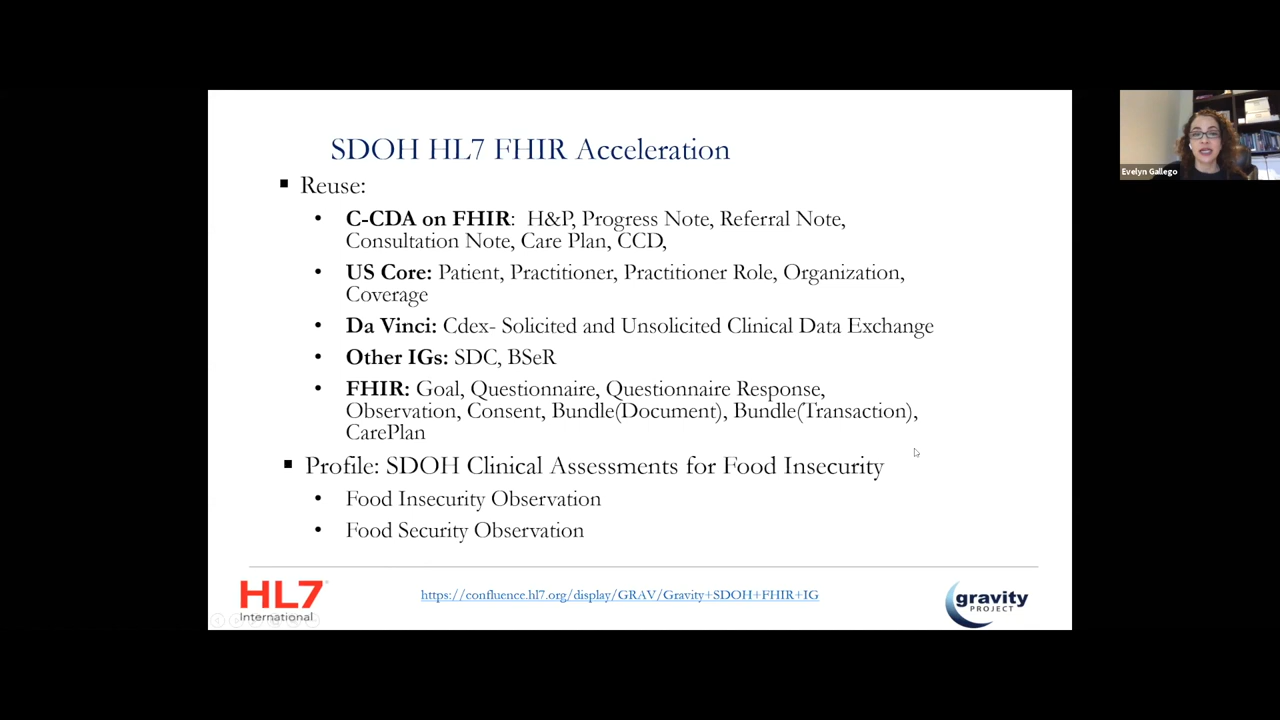 SDOH HL7 FHIR Acceleration
▪ Reuse:
• C-CDA on FHIR: H&P, Progress Note, Referral Note,
Consultation Note, Care Plan, CCD,
• US Core: Patient, Practitioner, Practitioner Role, Organization,
Coverage
• Da Vinci: Cdex- Solicited and Unsolicited Clinical Data Exchange
• Other IGs: SDC, BSeR
• FHIR: Goal, Questionnaire, Questionnaire Response,
Observation, Consent, Bundle(Document), Bundle(Transaction),
CarePlan
▪ Profile: SDOH Clinical Assessments for Food Insecurity
• Food Insecurity Observation
• Food Security Observation
HL7®
International
https://confluence.hl7.org/display/GRAV/Gravity+SDOH+FHIR+IG
gravity
PROJECT
Evelyn Gallego